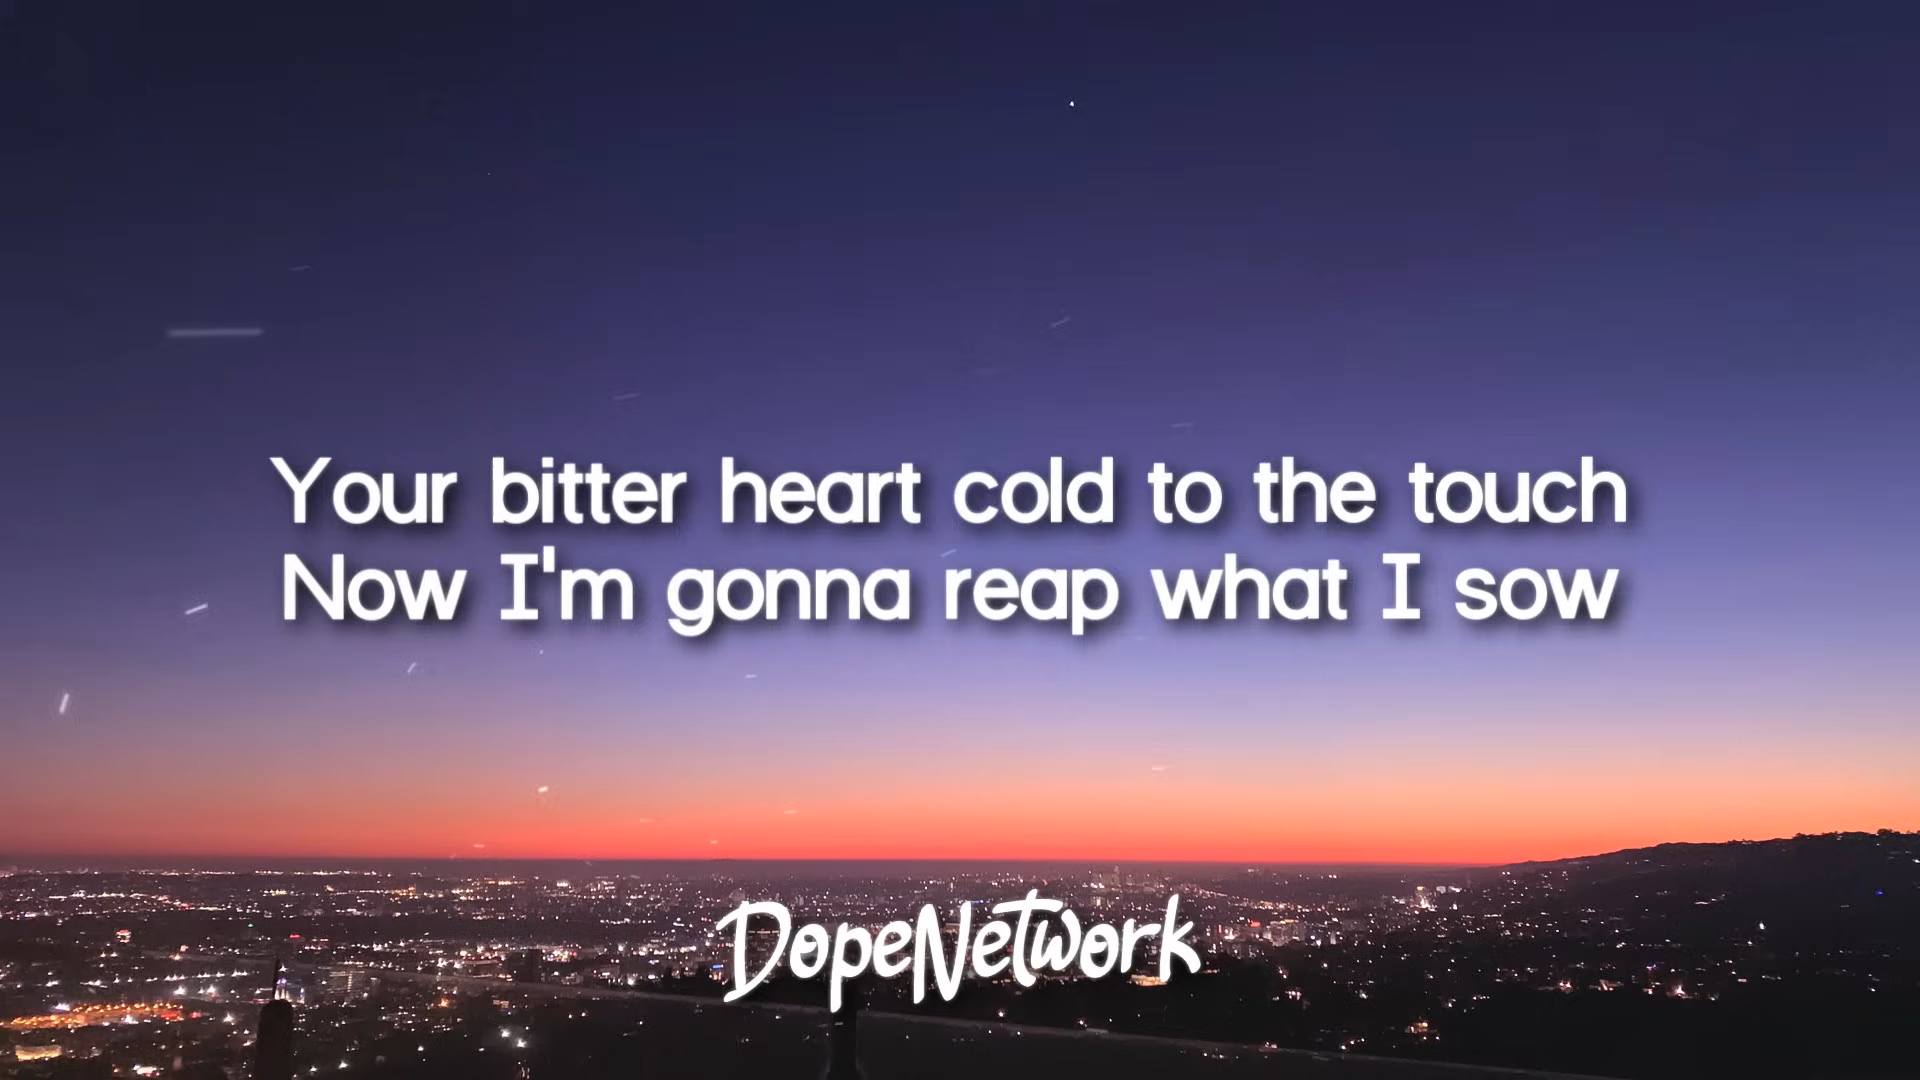 Your bitter heart cold to the touch
Now I'm gonna reap what I sow
DopeNetwork